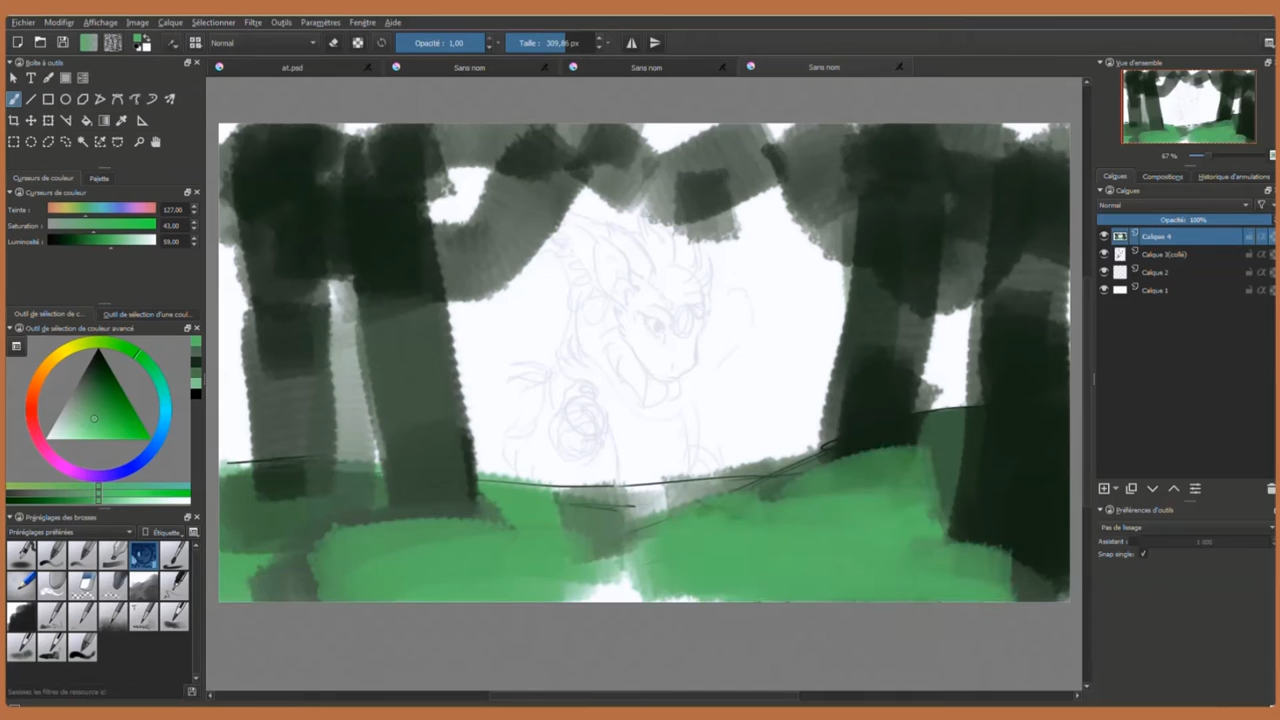 Fichier Modifier Affichage Image Calque Sélectionner Filtre Outils Paramètres Fenêtre Aide
Normal Opacité : 1,00 Taille : 309,86 px
Boîte à outils
at.psd Sans nom Sans nom Sans nom
Vue d'ensemble
67 %
Curseurs de couleur Palette
Curseurs de couleur
Teinte : 127,00
Saturation : 43,00
Luminosité : 59,00
Calques Compositions Historique d'annulations
Calques
Normal
Opacité: 100%
Calque 4
Calque 3(collé)
Calque 2
Calque 1
Outil de sélection de c... Outil de sélection d'une coul...
Outil de sélection de couleur avancé
Préréglages des brosses
Préréglages préférées Étiquette
Saisissez les filtres de ressource ici
Préférences d'outils
Pas de lissage
Assistant : 1 000
Snap single: ✓